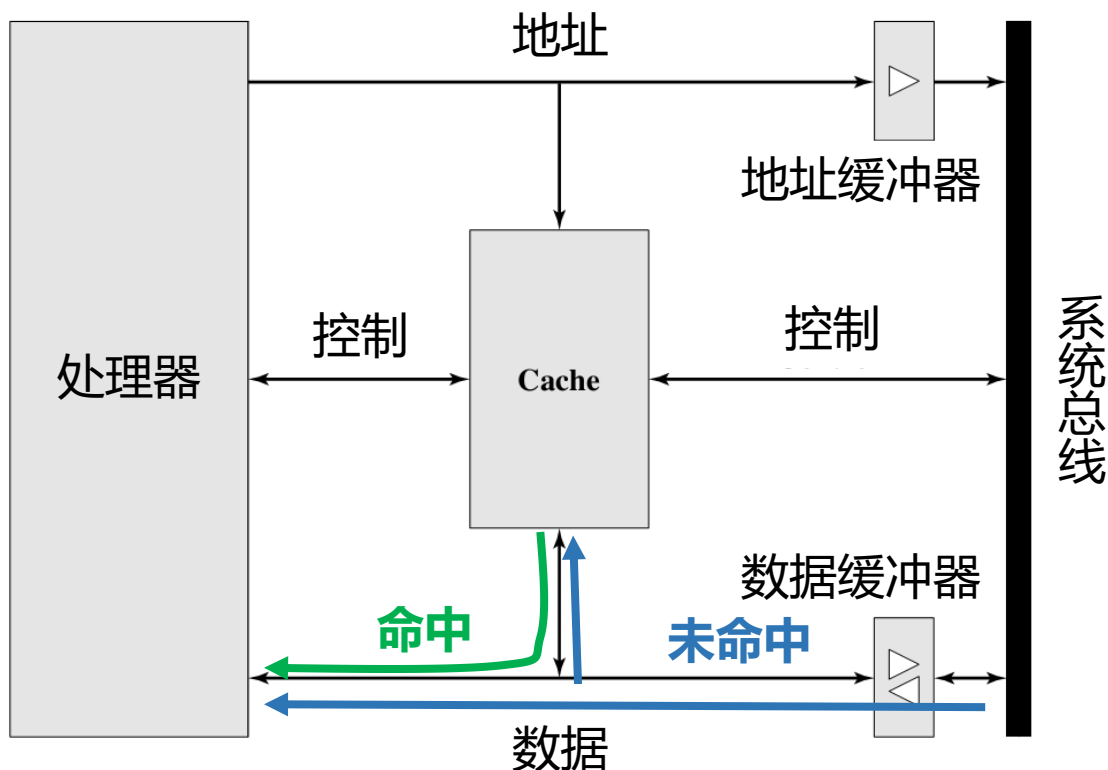 地址
地址缓冲器
控制
控制
处理器
Cache
系统总线
数据缓冲器
命中
未命中
数据